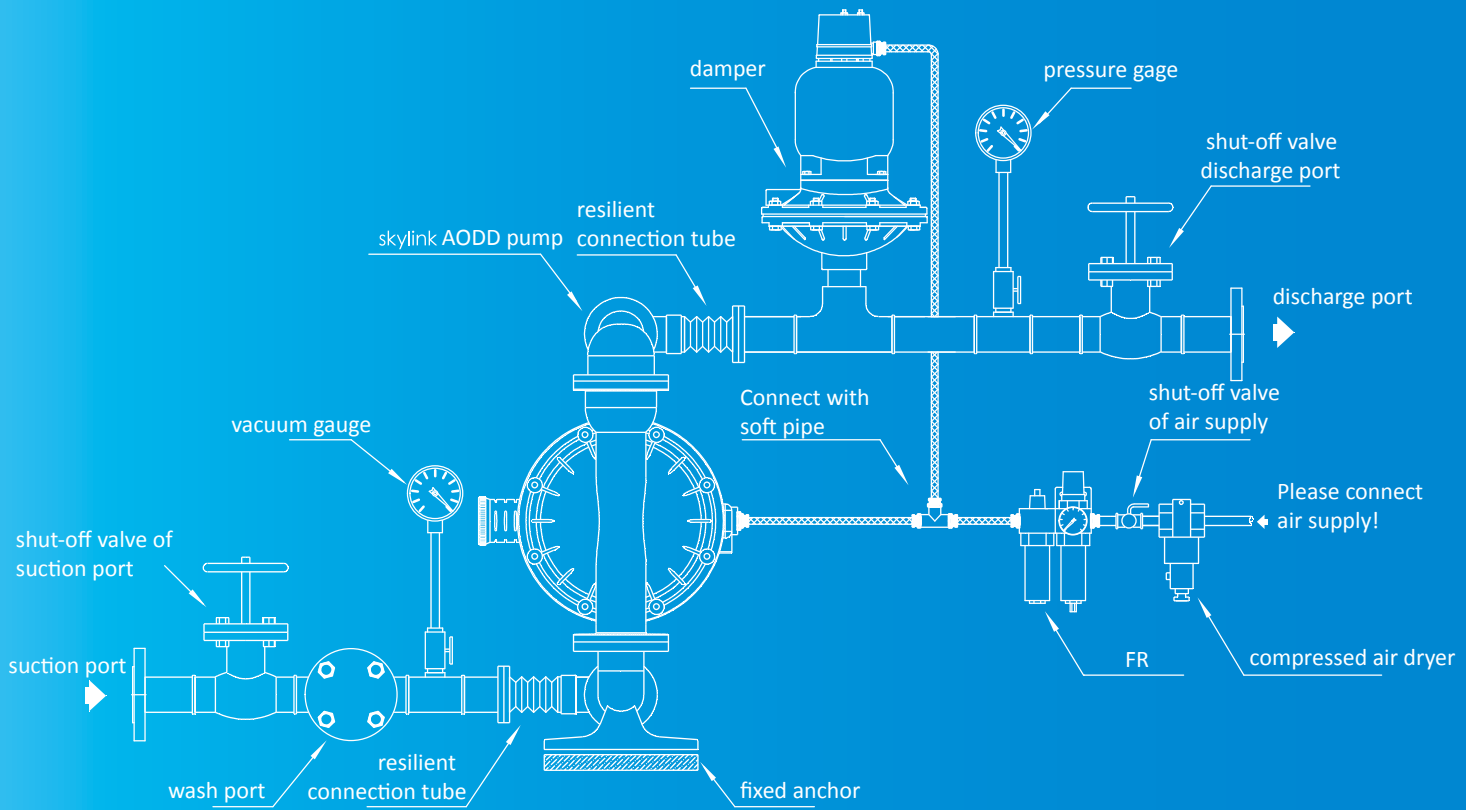 damper
pressure gage
shut-off valve
discharge port
resilient
connection tube
skylink AODD pump
discharge port
Connect with
soft pipe
shut-off valve
of air supply
vacuum gauge
Please connect
air supply!
shut-off valve of
suction port
suction port
FR
compressed air dryer
resilient
connection tube
wash port
fixed anchor